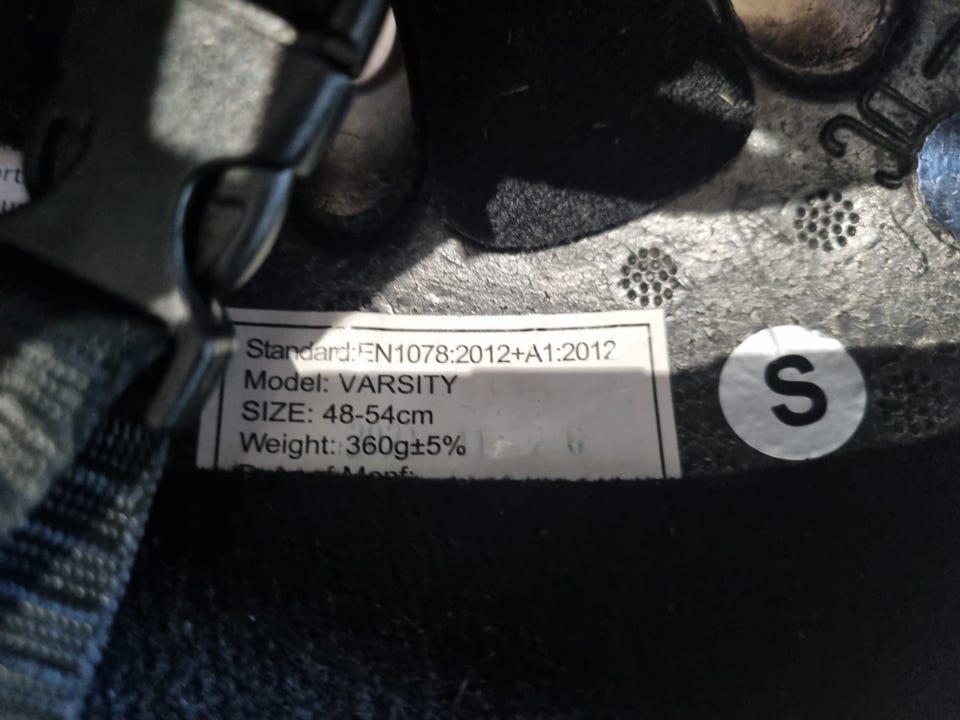 Standard:EN1078:2012+A1:2012
Model: VARSITY
SIZE: 48-54cm
Weight: 360g±5%
S